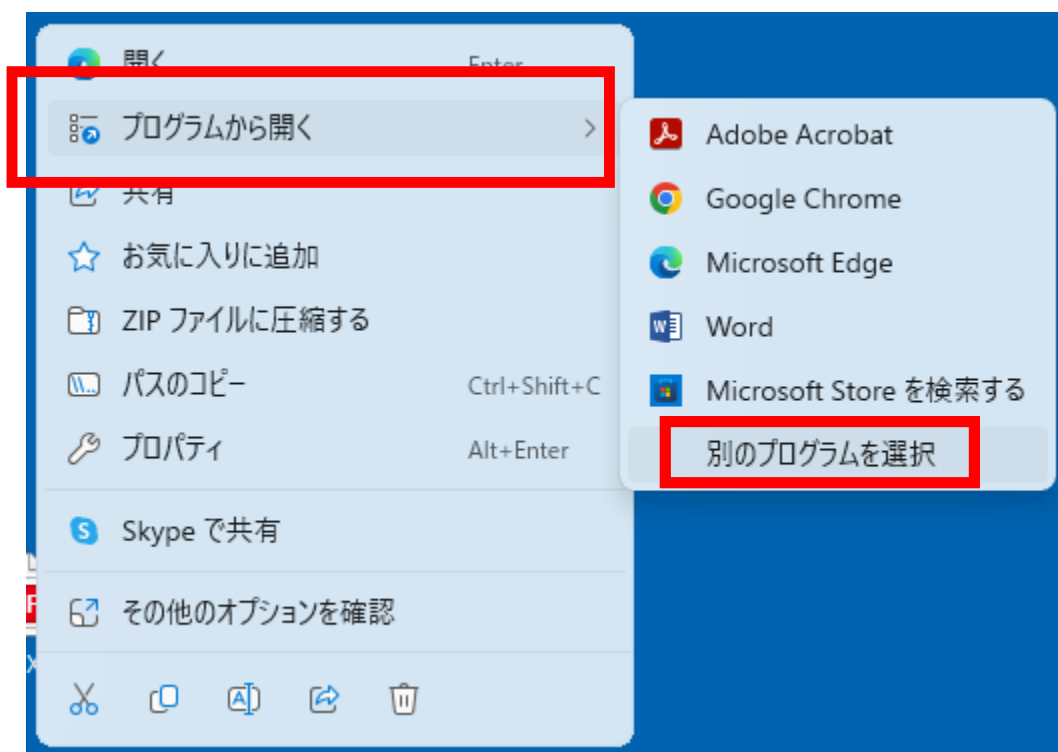 開く Enter
プログラムから開く
共有
お気に入りに追加
ZIP ファイルに圧縮する
パスのコピー Ctrl+Shift+C
プロパティ Alt+Enter
Skype で共有
その他のオプションを確認
Adobe Acrobat
Google Chrome
Microsoft Edge
Word
Microsoft Store を検索する
別のプログラムを選択